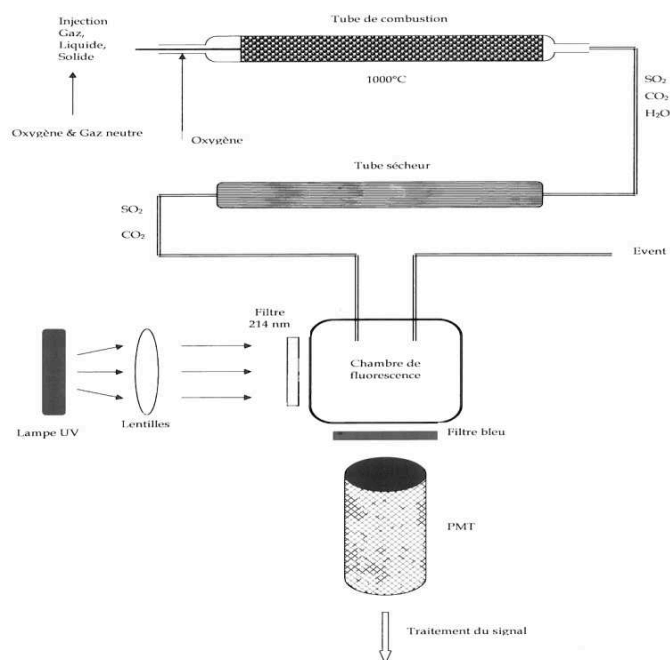 Injection
Gaz,
Liquide,
Solide
Tube de combustion
1000°C
SO₂
CO₂
H₂O
Oxygène & Gaz neutre
Oxygène
Tube sécheur
SO₂
CO₂
Event
Filtre
214 nm
Chambre de
fluorescence
Lampe UV
Lentilles
Filtre bleu
PMT
Traitement du signal